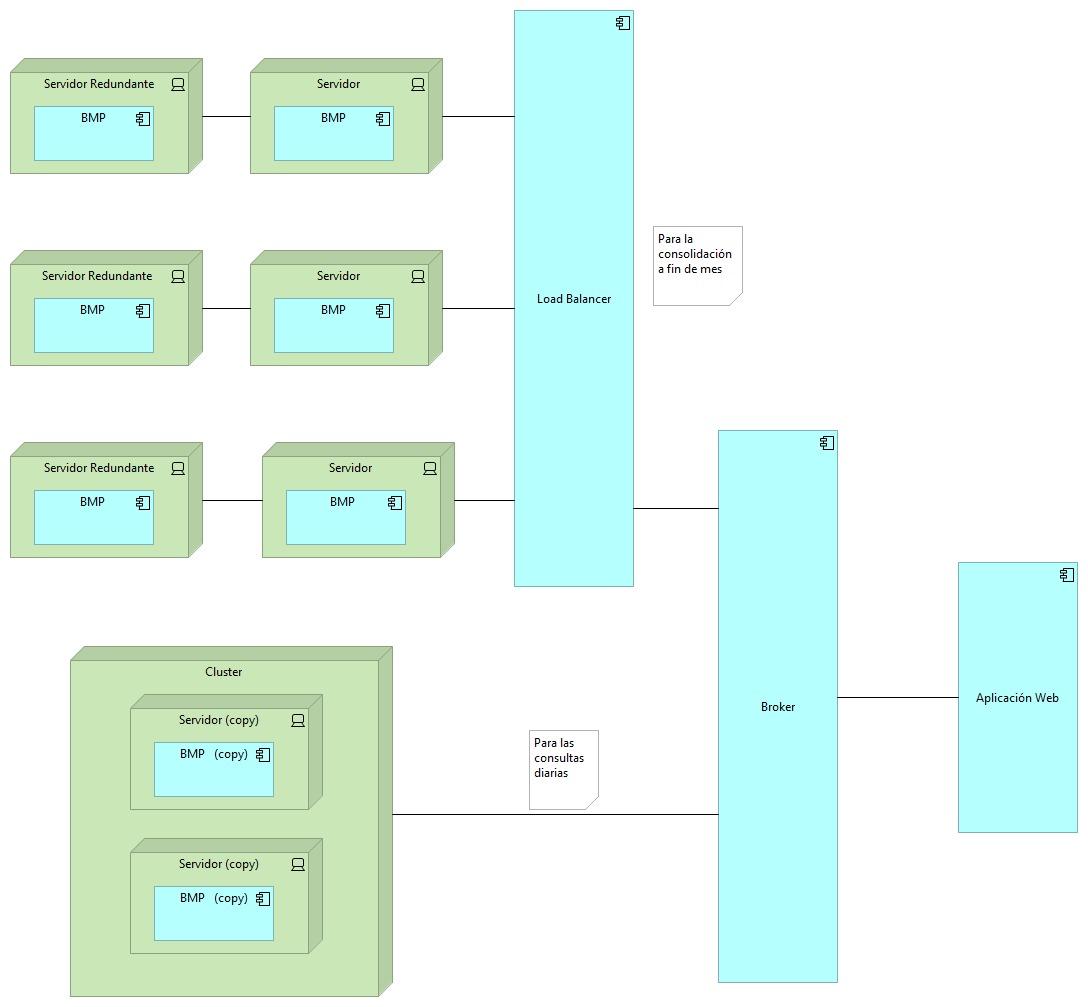 Servidor Redundante
BMP
Servidor
BMP
Servidor Redundante
BMP
Servidor
BMP
Load Balancer
Para la
consolidación
a fin de mes
Servidor Redundante
BMP
Servidor
BMP
Cluster
Servidor (copy)
BMP (copy)
Servidor (copy)
BMP (copy)
Para las
consultas
diarias
Broker
Aplicación Web